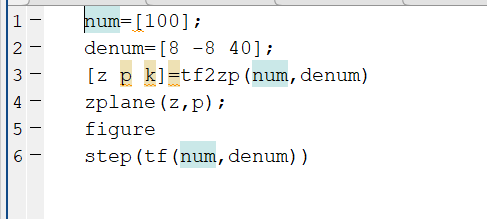 1 - num=[100];
2 - denum=[8 -8 40];
3 - [z p k]=tf2zp(num,denum)
4 - zplane(z,p);
5 - figure
6 - step(tf(num,denum))